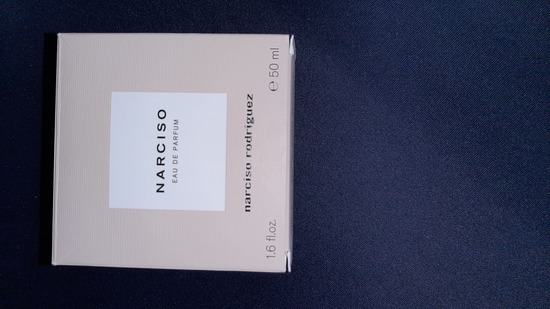 NARCISO
EAU DE PARFUM
narciso rodriguez
1.6 fl.oz. ℮ 50 ml